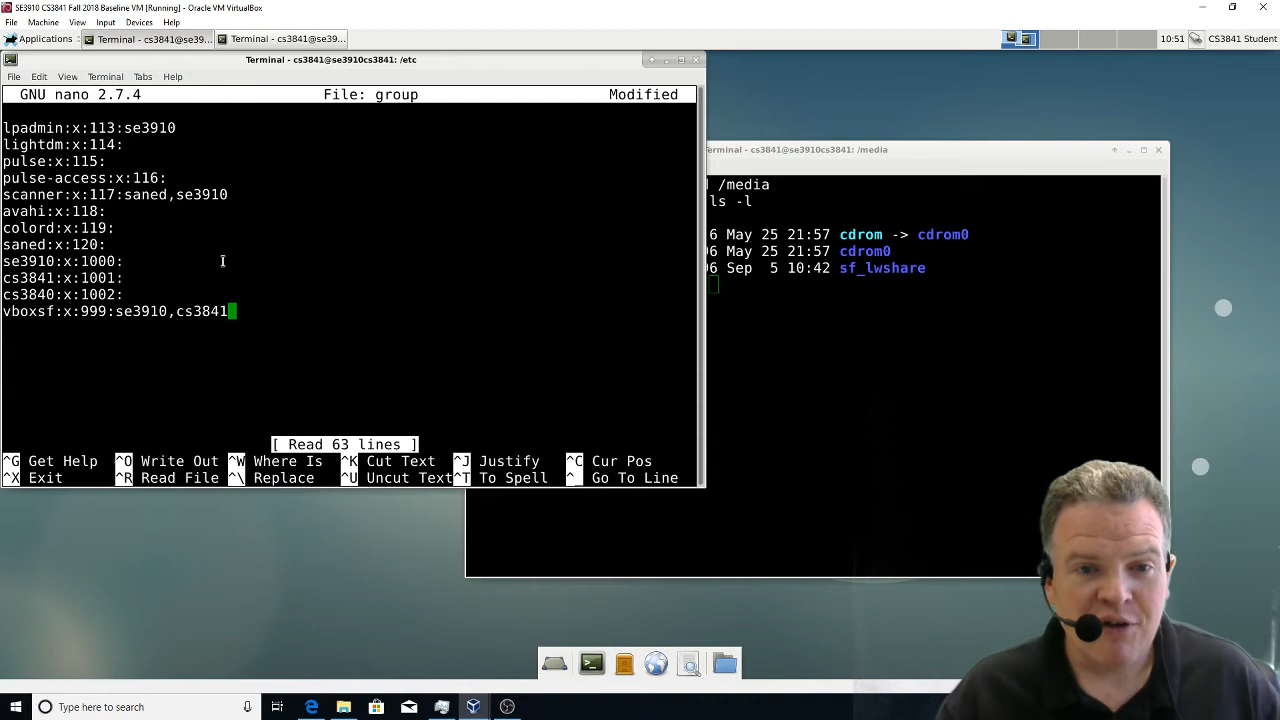 SE3910 CS3841 Fall 2018 Baseline VM [Running] - Oracle VM VirtualBox
File Machine View Input Devices Help
Applications Terminal - cs3841@se39... Terminal - cs3841@se39... 10:51 CS3841 Student
Terminal - cs3841@se3910cs3841: /etc
File Edit View Terminal Tabs Help
GNU nano 2.7.4 File: group Modified
lpadmin:x:113:se3910
lightdm:x:114:
pulse:x:115:
pulse-access:x:116:
scanner:x:117:saned,se3910
avahi:x:118:
colord:x:119:
saned:x:120:
se3910:x:1000:
cs3841:x:1001:
cs3840:x:1002:
vboxsf:x:999:se3910,cs3841
[ Read 63 lines ]
^G Get Help ^O Write Out ^W Where Is ^K Cut Text ^J Justify ^C Cur Pos
^X Exit ^R Read File ^\ Replace ^U Uncut Text ^T To Spell ^_ Go To Line
erminal - cs3841@se3910cs3841: /media
/media
ls -l
6 May 25 21:57 cdrom -> cdrom0
6 May 25 21:57 cdrom0
96 Sep 5 10:42 sf_lwshare
Type here to search